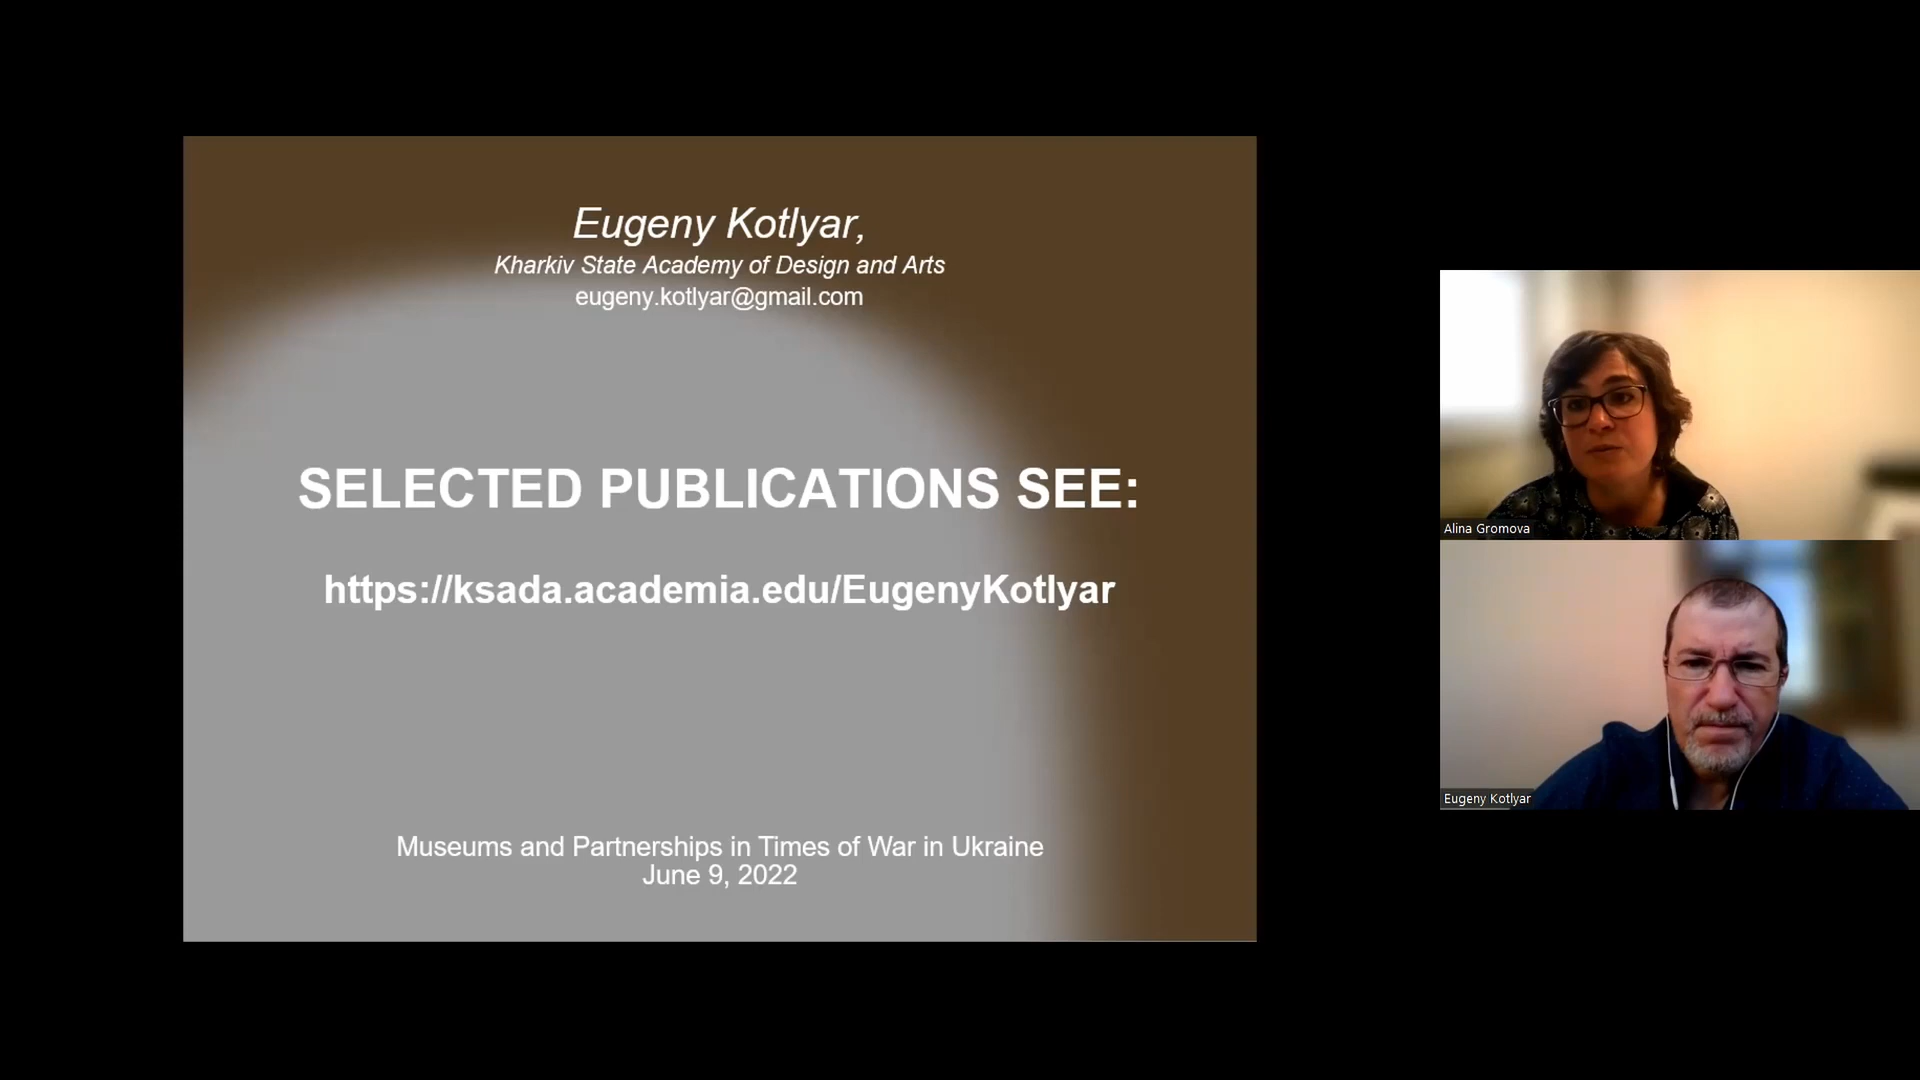 Eugeny Kotlyar,
Kharkiv State Academy of Design and Arts
eugeny.kotlyar@gmail.com
SELECTED PUBLICATIONS SEE:
https://ksada.academia.edu/EugenyKotlyar
Museums and Partnerships in Times of War in Ukraine
June 9, 2022
Alina Gromova
Eugeny Kotlyar